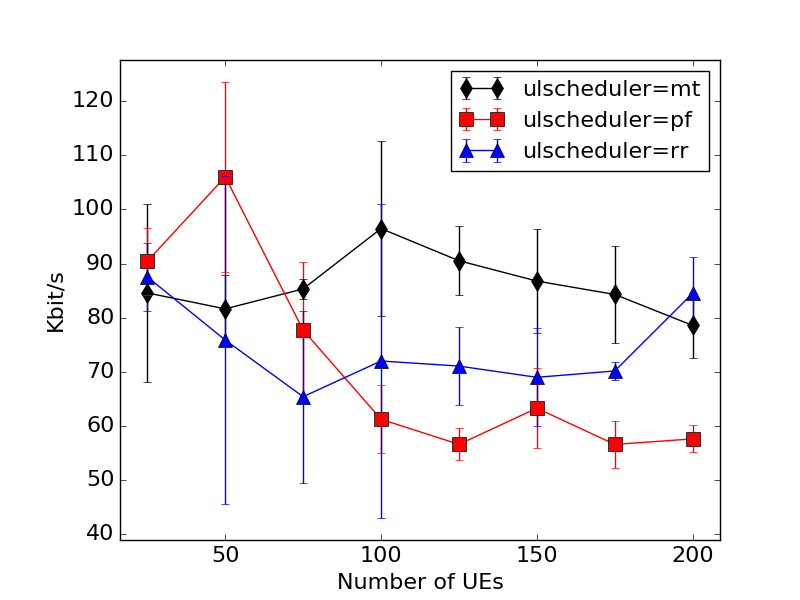 120
110
100
90
80
70
60
50
40
Kbit/s
ulscheduler=mt
ulscheduler=pf
ulscheduler=rr
50 100 150 200
Number of UEs